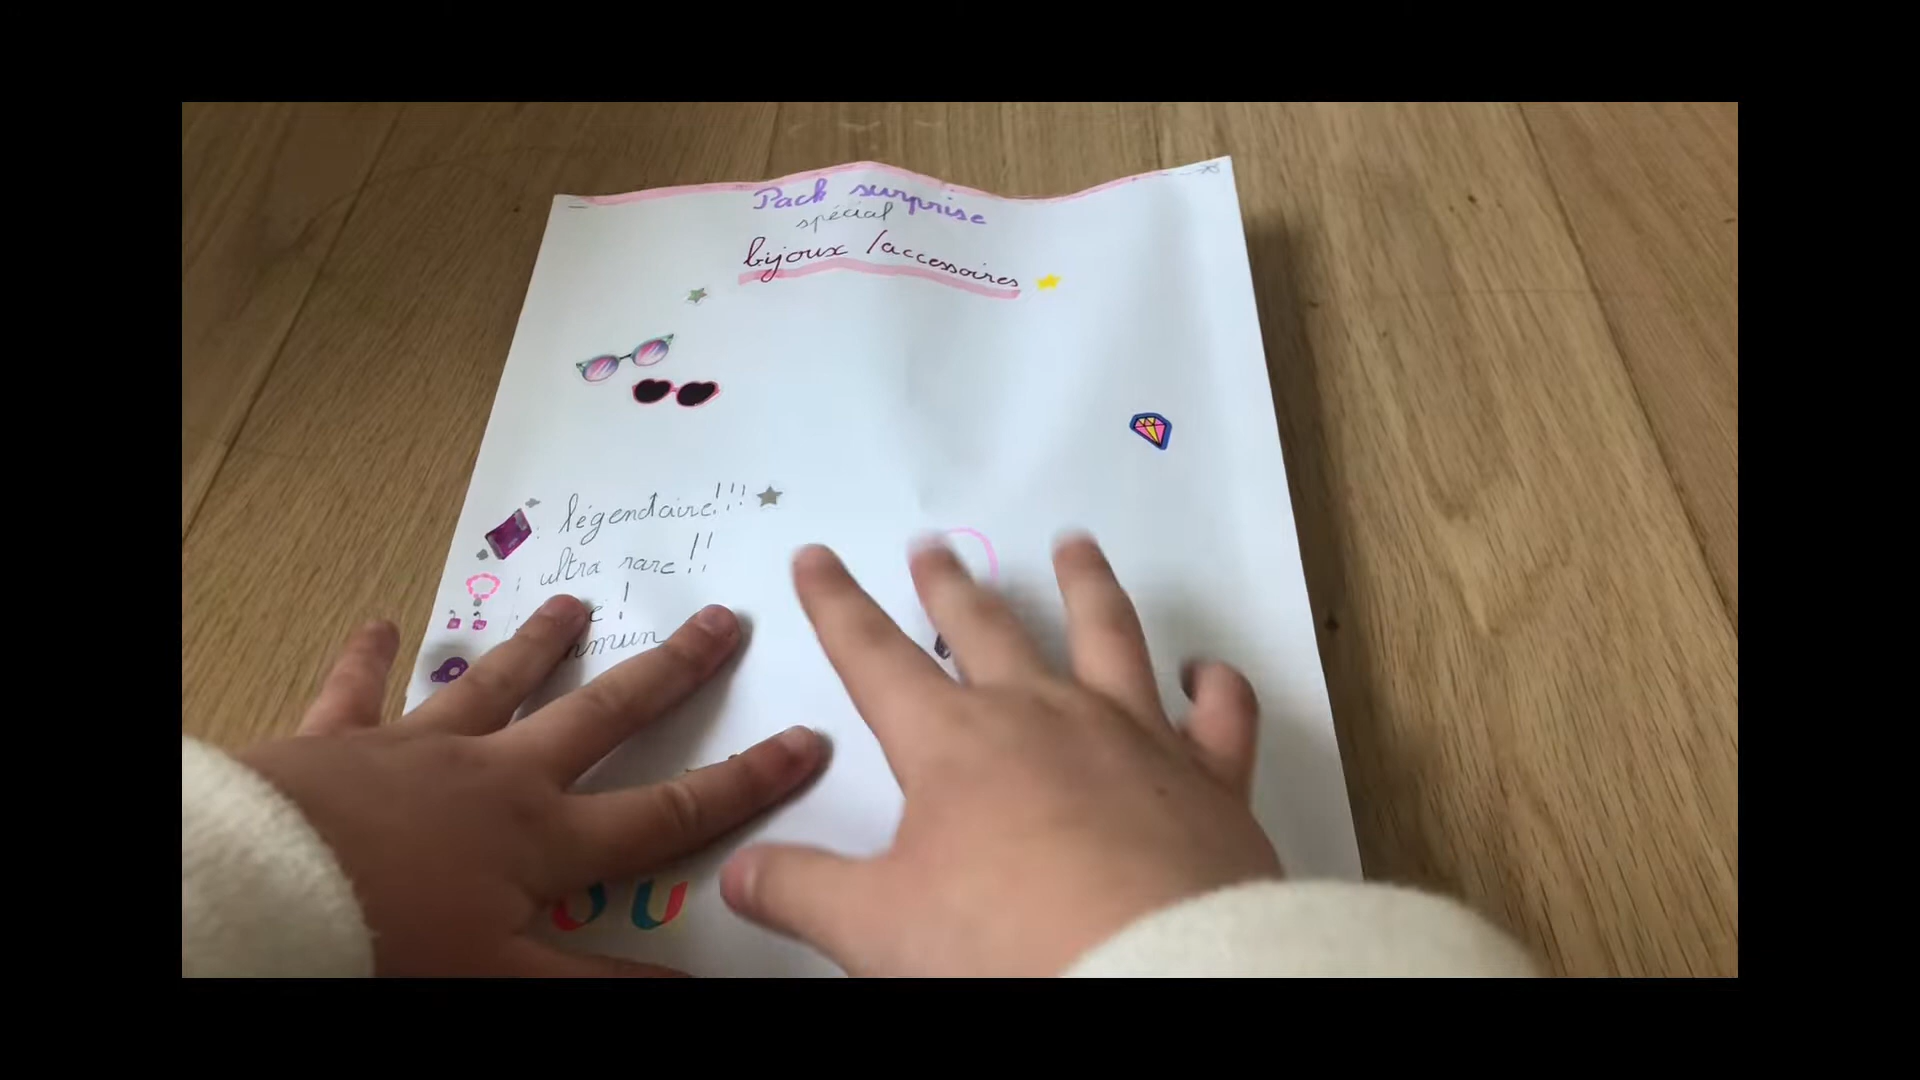 Pack surprise
spécial
bijoux /accessoires
: légendaire!!!
: ultra rare!!